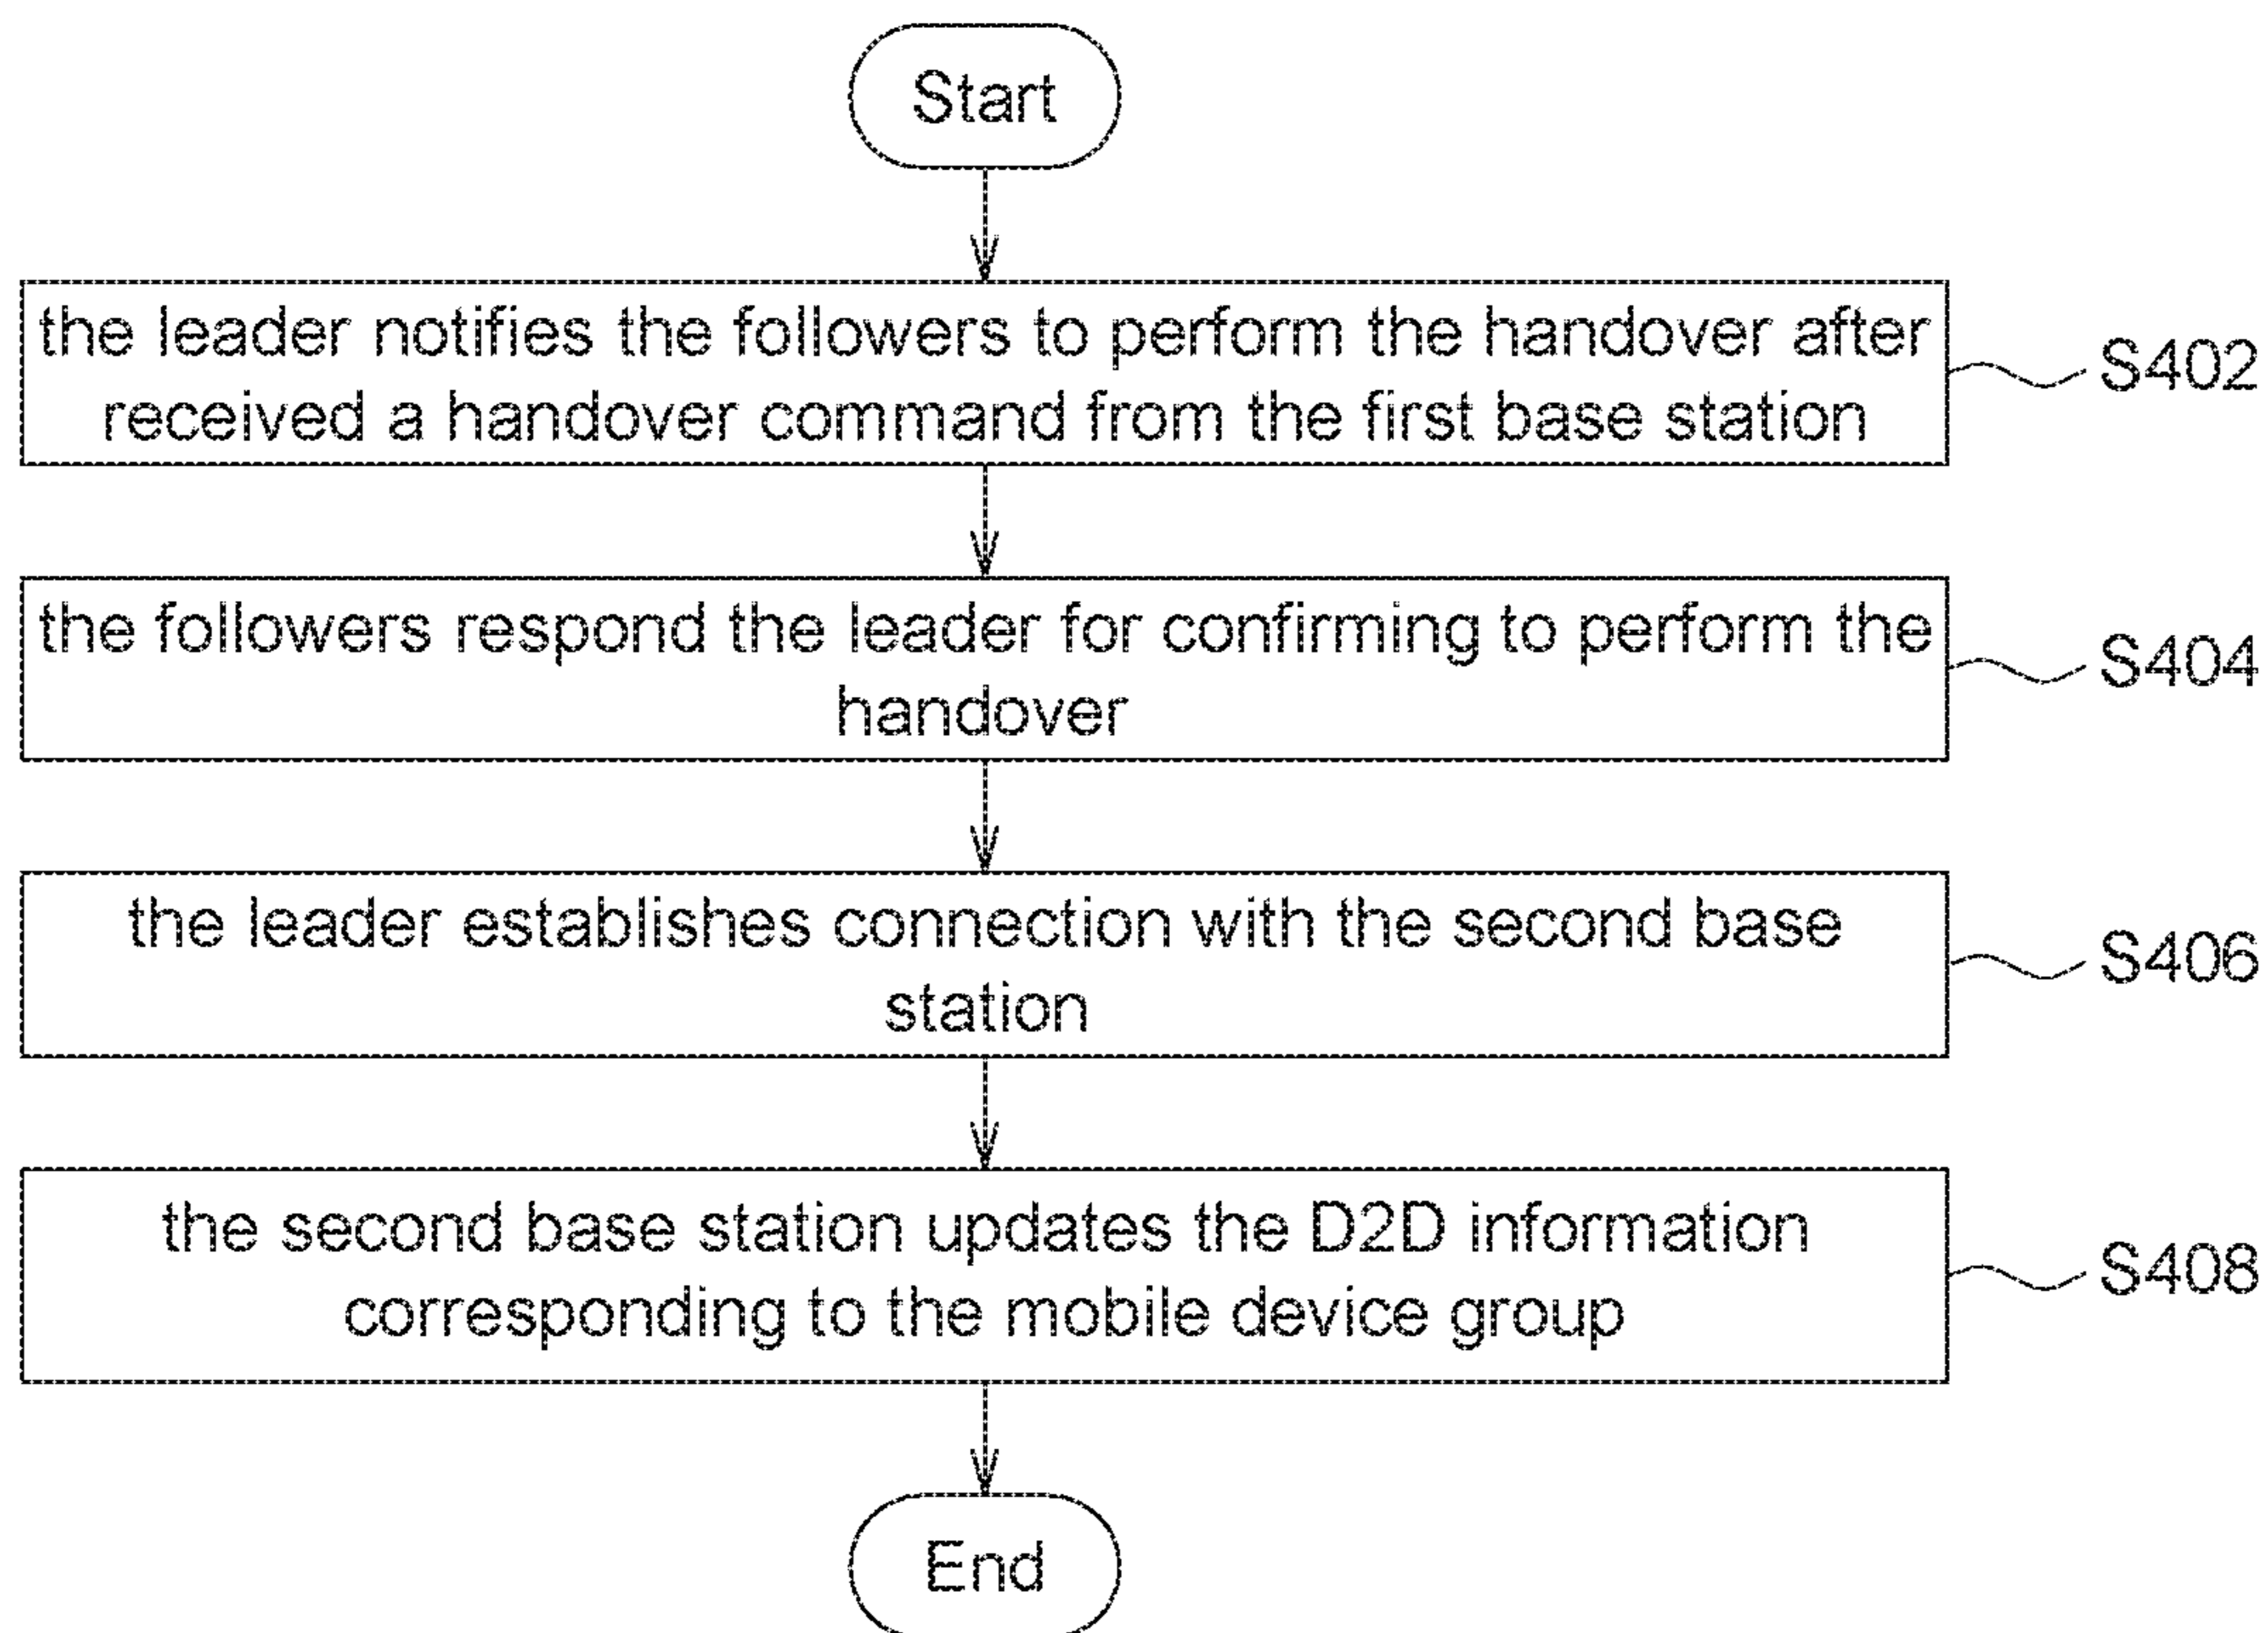 Start
the leader notifies the followers to perform the handover after
received a handover command from the first base station
S402
the followers respond the leader for confirming to perform the
handover
S404
the leader establishes connection with the second base
station
S406
the second base station updates the D2D information
corresponding to the mobile device group
S408
End